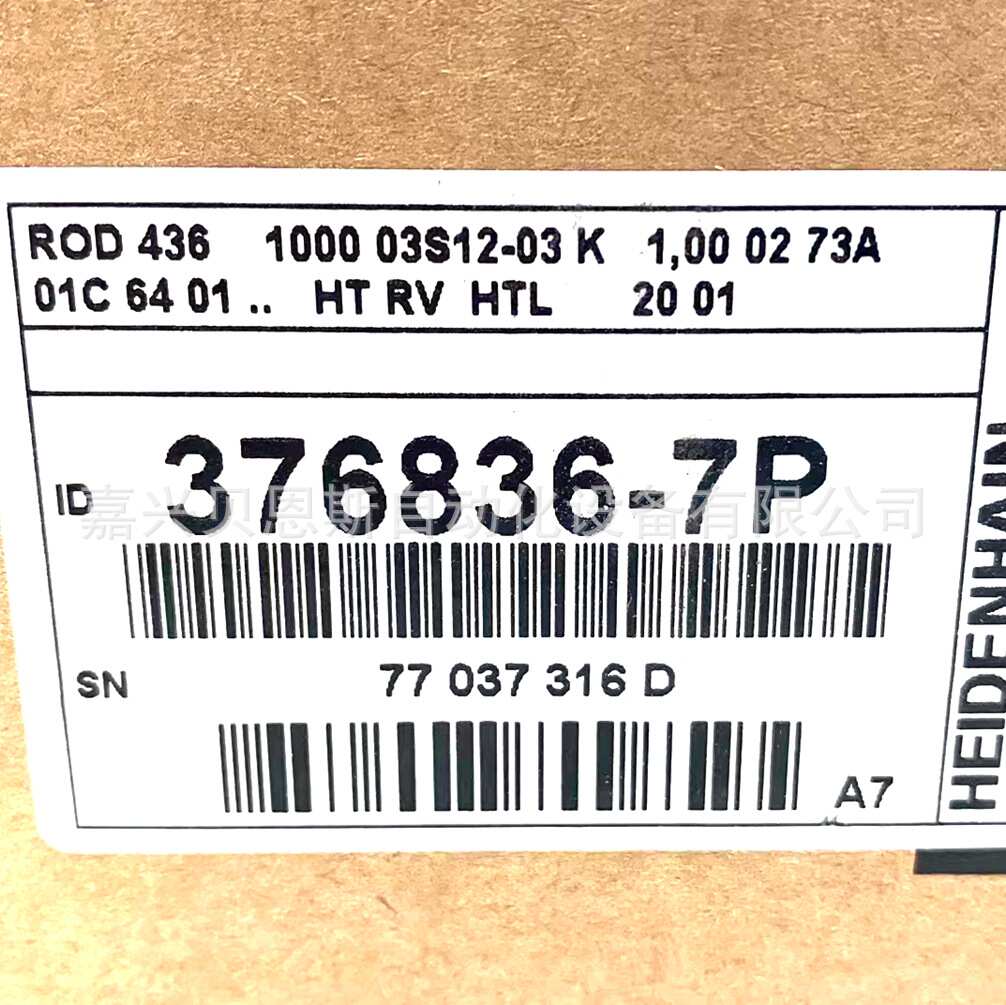 ROD 436 1000 03S12-03 K 1,00 02 73A
01C 64 01 .. HT RV HTL 20 01
ID 376836-7P
嘉兴贝恩斯自动化设备有限公司
SN 77 037 316 D
A7
HEIDENHAIN